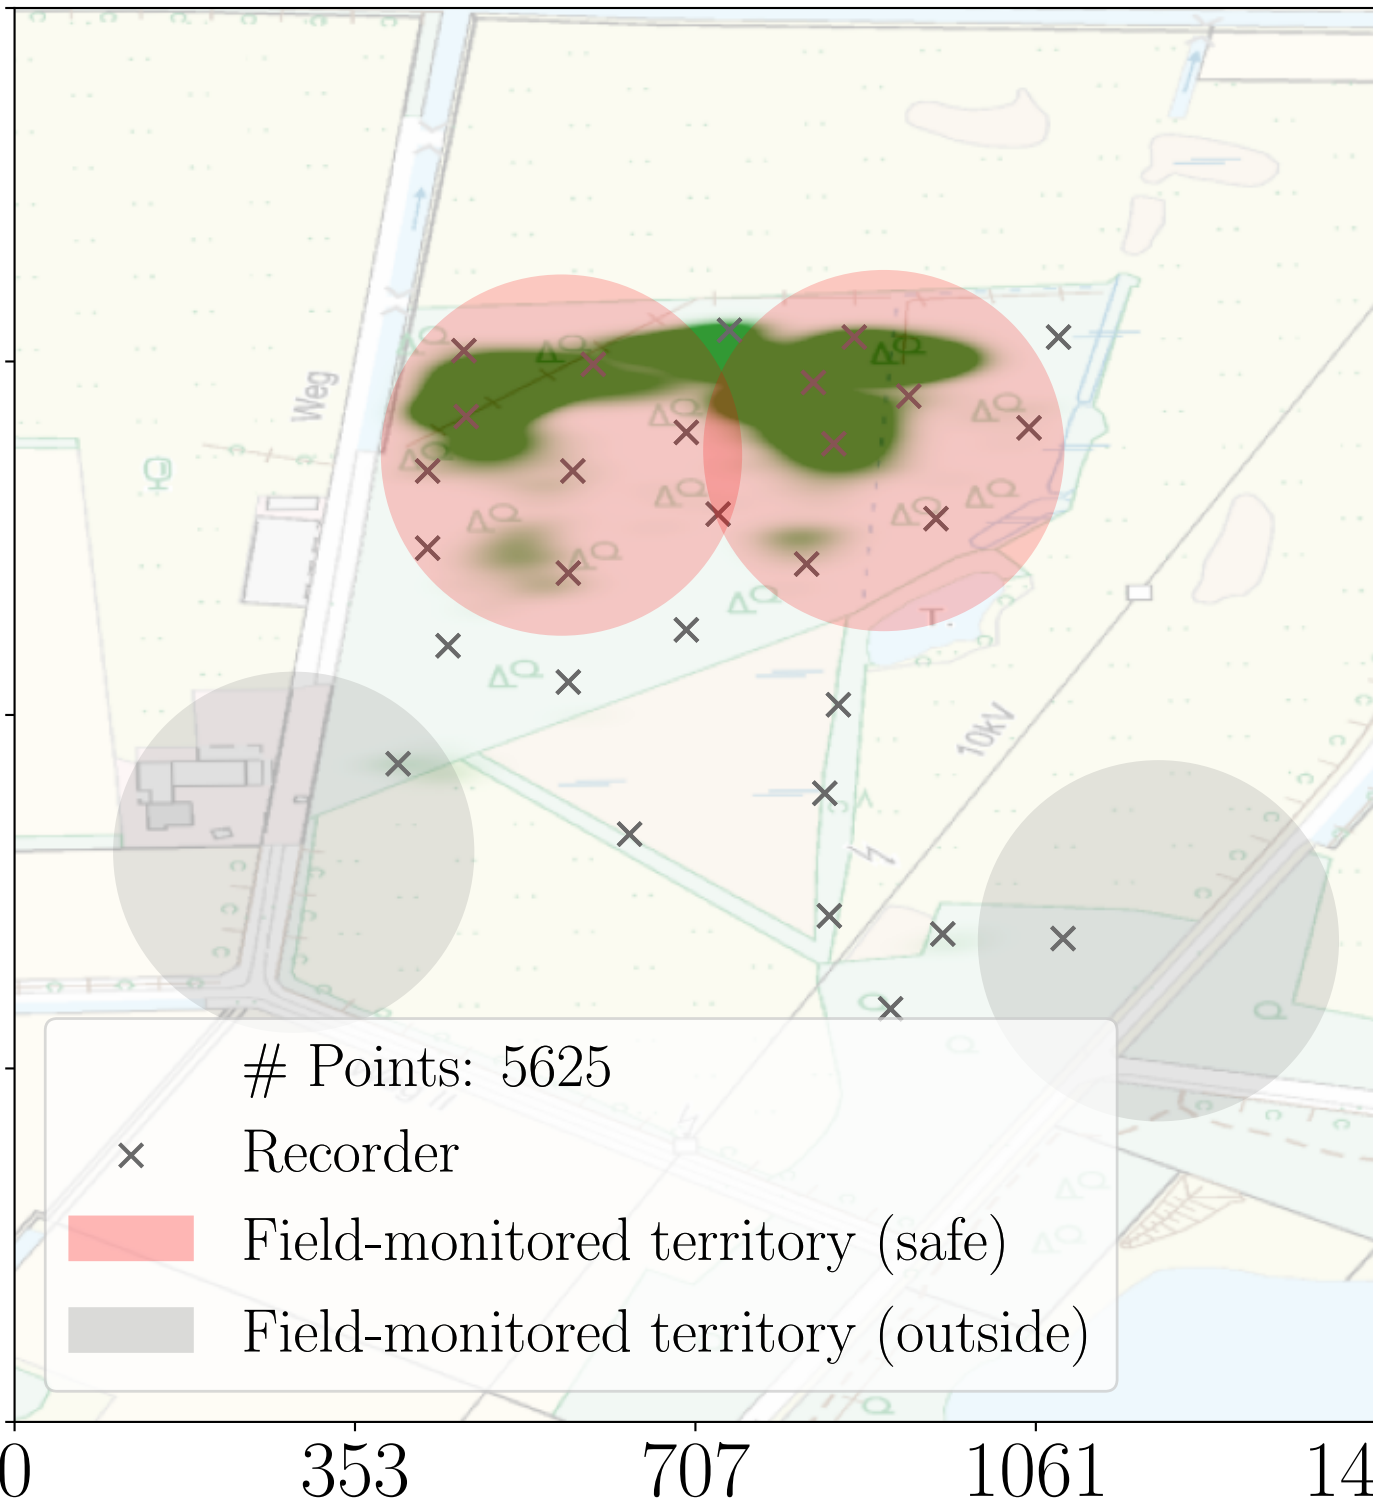 Weg
T.
10kV
# Points: 5625
Recorder
Field-monitored territory (safe)
Field-monitored territory (outside)
0 353 707 1061 14